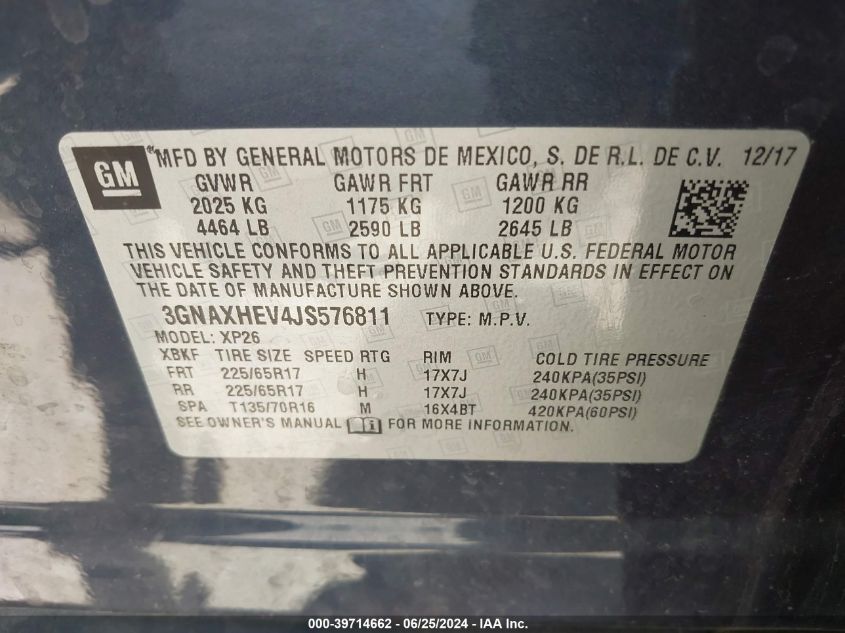 GM
MFD BY GENERAL MOTORS DE MEXICO, S. DE R.L. DE C.V. 12/17
GVWR GAWR FRT GAWR RR
2025 KG 1175 KG 1200 KG
4464 LB 2590 LB 2645 LB
THIS VEHICLE CONFORMS TO ALL APPLICABLE U.S. FEDERAL MOTOR
VEHICLE SAFETY AND THEFT PREVENTION STANDARDS IN EFFECT ON
THE DATE OF MANUFACTURE SHOWN ABOVE.
3GNAXHEV4JS576811 TYPE: M.P.V.
MODEL: XP26
XBKF TIRE SIZE SPEED RTG RIM COLD TIRE PRESSURE
FRT 225/65R17 H 17X7J 240KPA(35PSI)
RR 225/65R17 H 17X7J 240KPA(35PSI)
SPA T135/70R16 M 16X4BT 420KPA(60PSI)
SEE OWNER'S MANUAL FOR MORE INFORMATION.
000-39714662 - 06/25/2024 - IAA Inc.